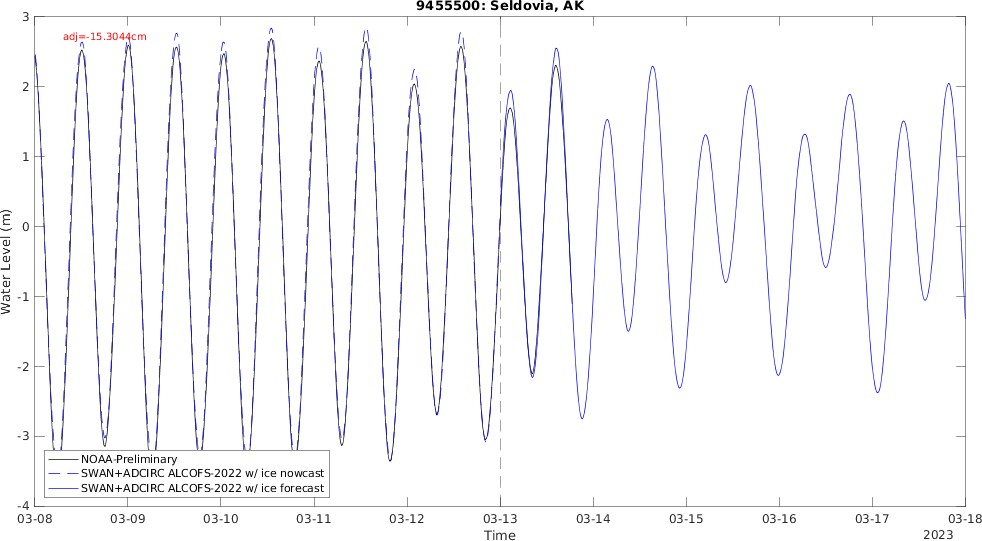 9455500: Seldovia, AK
adj=-15.3044cm
3
2
1
0
-1
-2
-3
-4
Water Level (m)
NOAA-Preliminary
SWAN+ADCIRC ALCOFS-2022 w/ ice nowcast
SWAN+ADCIRC ALCOFS-2022 w/ ice forecast
03-08 03-09 03-10 03-11 03-12 03-13 03-14 03-15 03-16 03-17 03-18
Time
2023